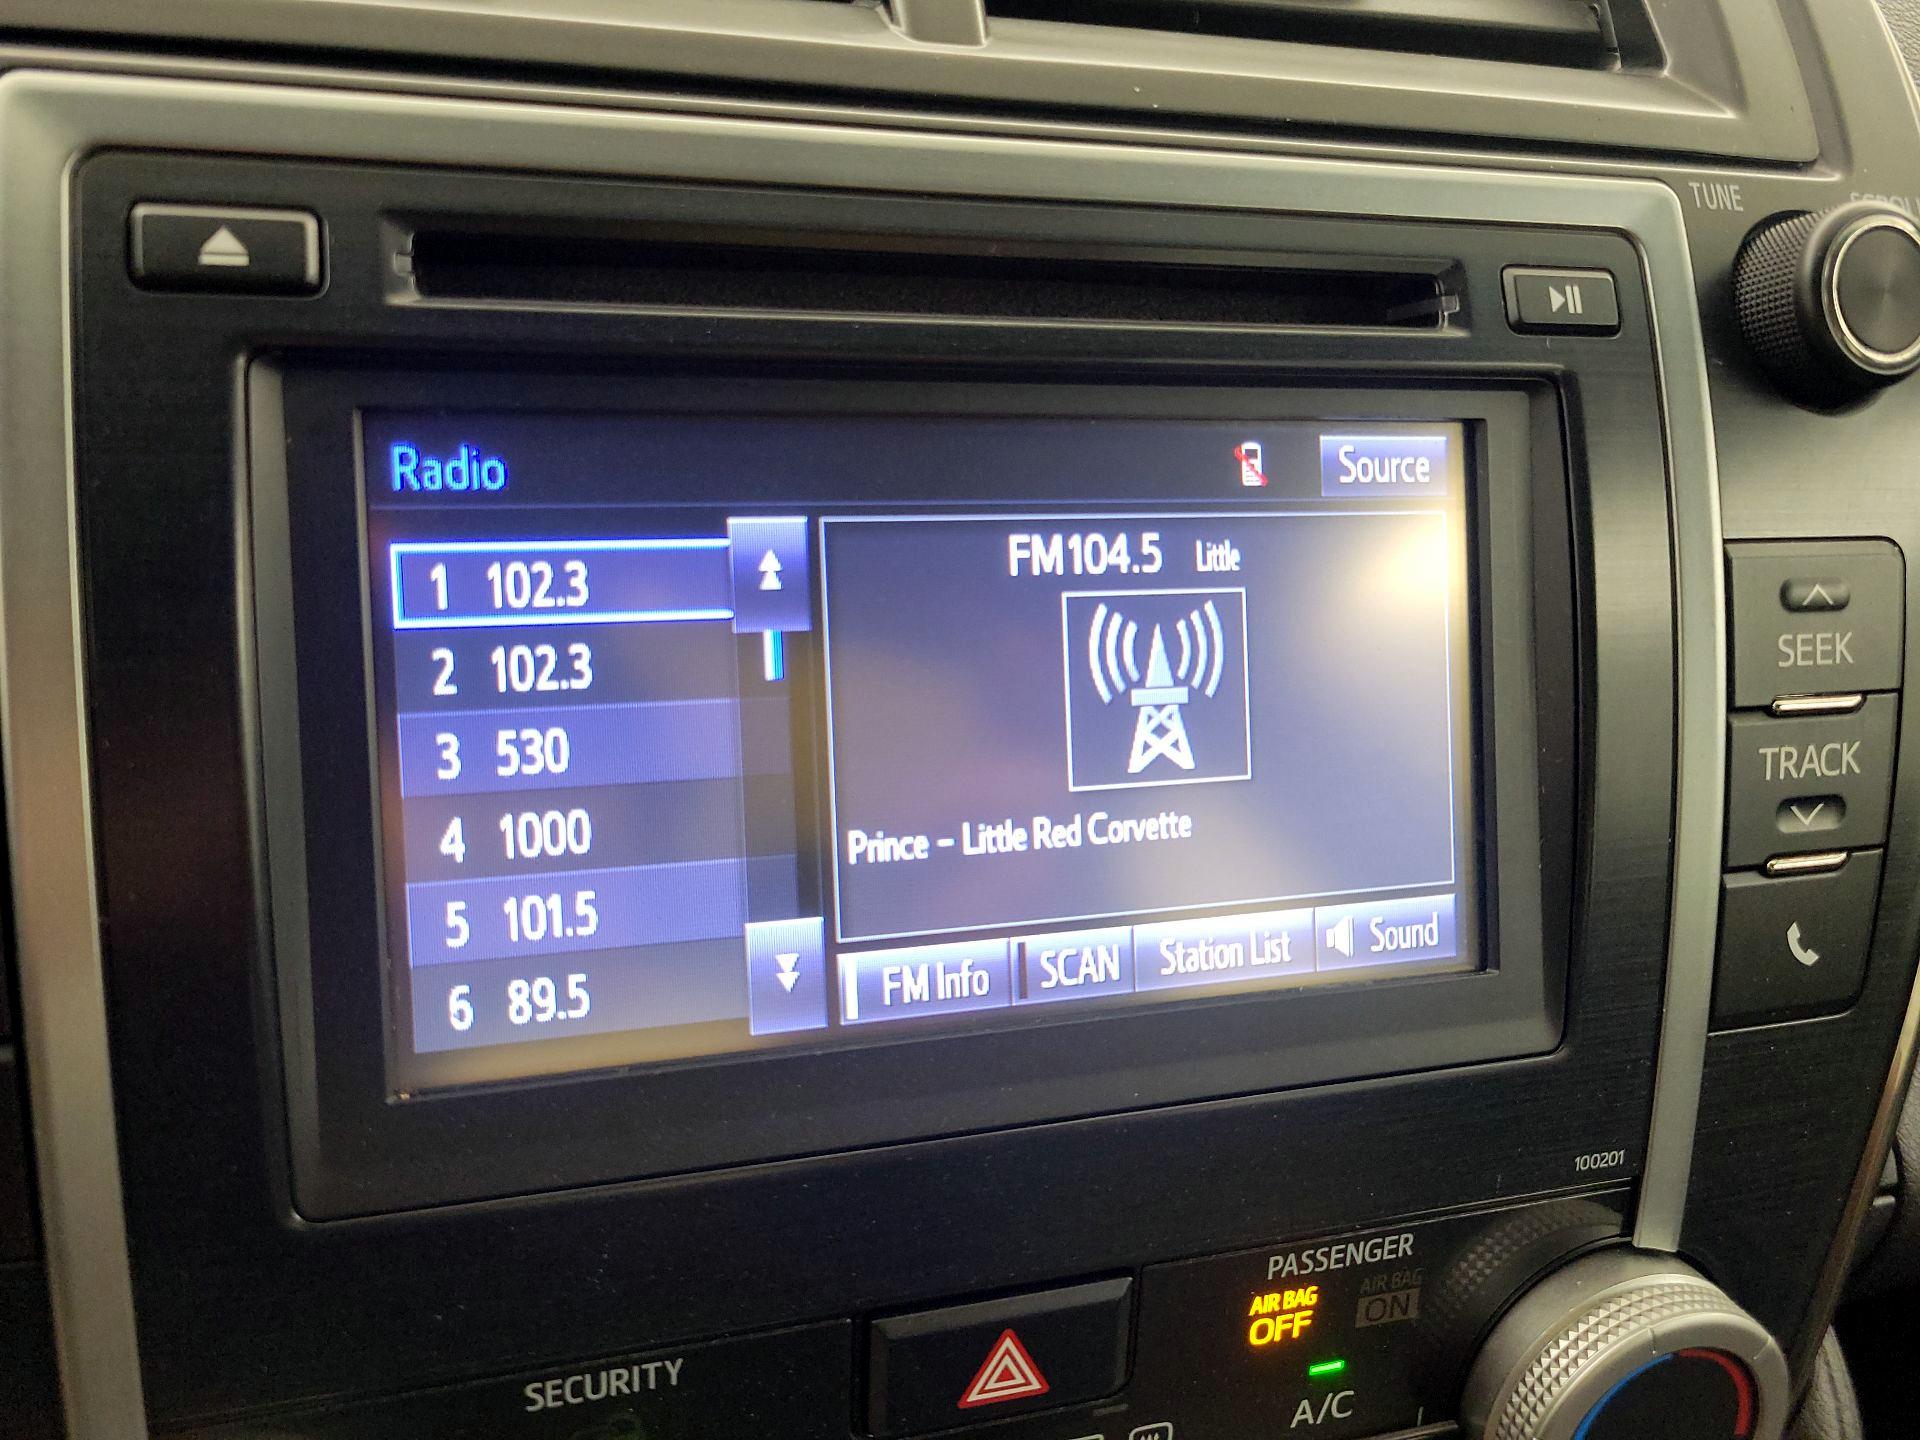 TUNE
Radio
Source
1 102.3
2 102.3
3 530
4 1000
5 101.5
6 89.5
FM104.5 Little
Prince - Little Red Corvette
FM Info
SCAN
Station List
Sound
SEEK
TRACK
100201
PASSENGER
AIR BAG
OFF
AIR BAG
ON
A/C
SECURITY